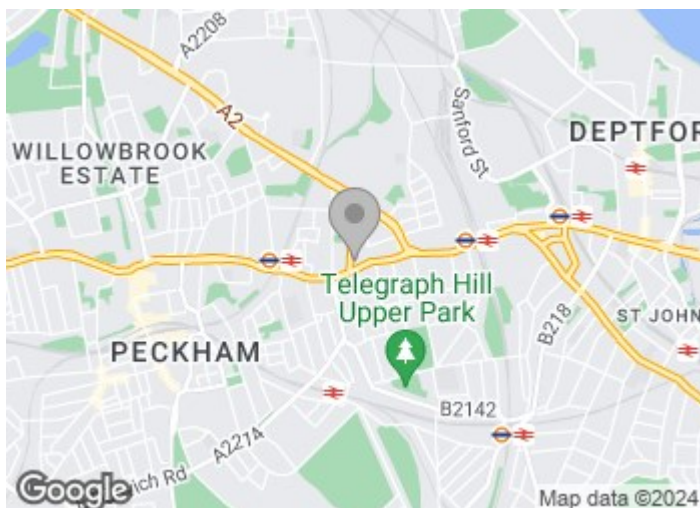 A2208
A2
Sanford St
DEPTFOR
WILLOWBROOK
ESTATE
Telegraph Hill
Upper Park
B218
ST JOHN
PECKHAM
B2142
A2214
ich Rd
Google
Map data ©2024